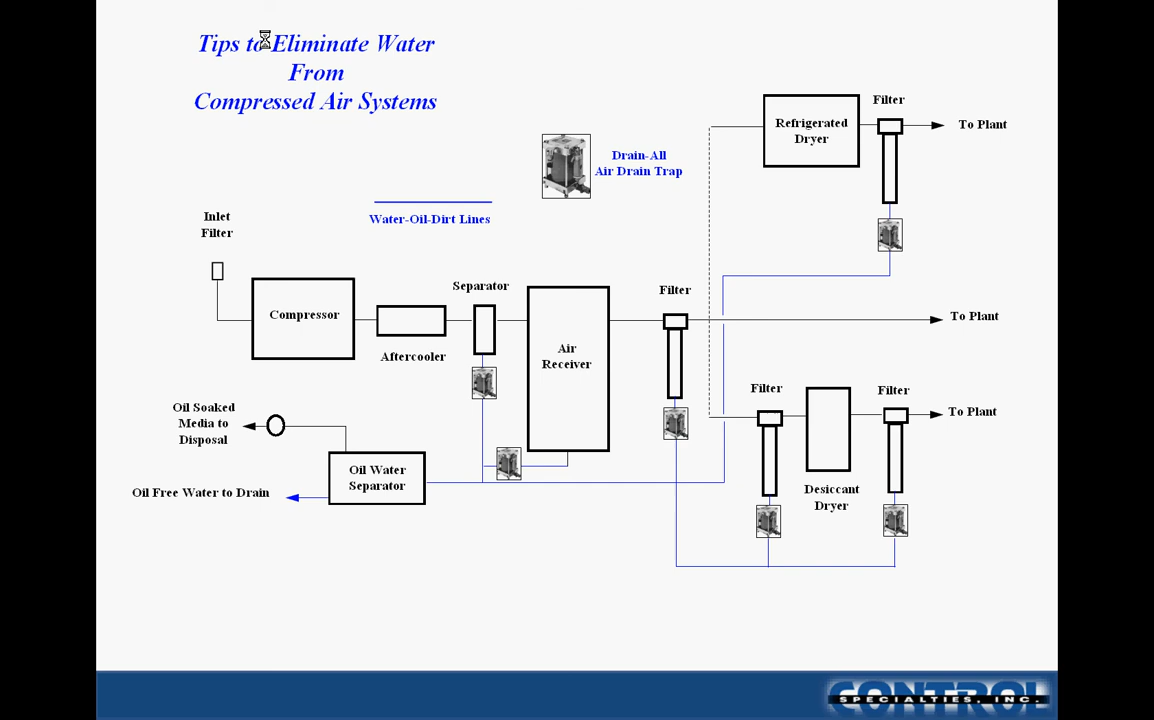 Tips to Eliminate Water
From
Compressed Air Systems
Filter
Refrigerated
Dryer
To Plant
Drain-All
Air Drain Trap
Water-Oil-Dirt Lines
Inlet
Filter
Separator
Filter
Compressor
To Plant
Air
Receiver
Aftercooler
Filter
Filter
Oil Soaked
Media to
Disposal
To Plant
Oil Water
Separator
Oil Free Water to Drain
Desiccant
Dryer
CONTROL
SPECIALTIES, INC.